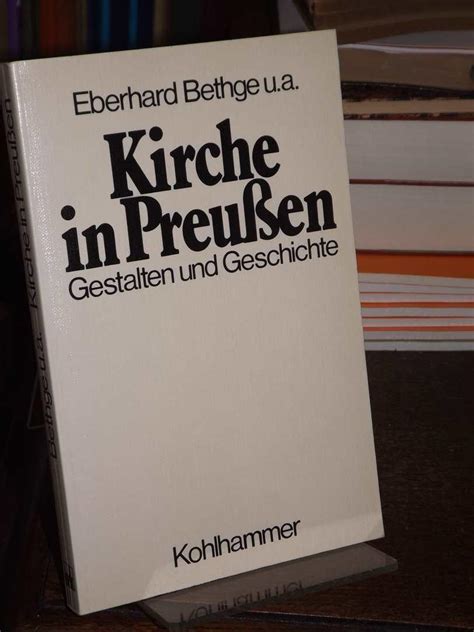 Eberhard Bethge u.a.
Kirche
in Preußen
Gestalten und Geschichte
Kohlhammer
Bethge u.a. Kirche in Preußen